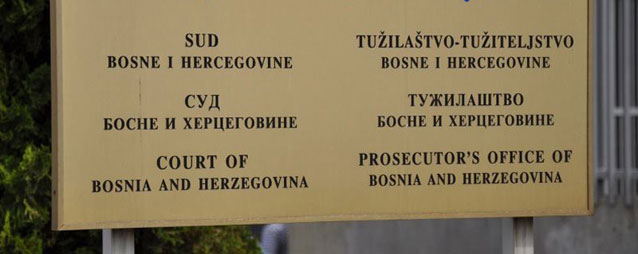 SUD
BOSNE I HERCEGOVINE
СУД
БОСНЕ И ХЕРЦЕГОВИНЕ
COURT OF
BOSNIA AND HERZEGOVINA
TUŽILAŠTVO-TUŽITELJSTVO
BOSNE I HERCEGOVINE
ТУЖИЛАШТВО
БОСНЕ И ХЕРЦЕГОВИНЕ
PROSECUTOR'S OFFICE OF
BOSNIA AND HERZEGOVINA